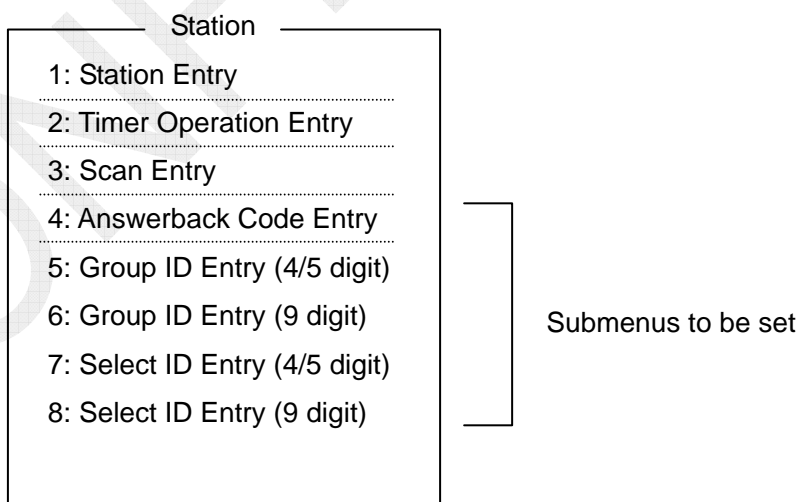 Station
1: Station Entry
2: Timer Operation Entry
3: Scan Entry
4: Answerback Code Entry
5: Group ID Entry (4/5 digit)
6: Group ID Entry (9 digit)
7: Select ID Entry (4/5 digit)
8: Select ID Entry (9 digit)
Submenus to be set